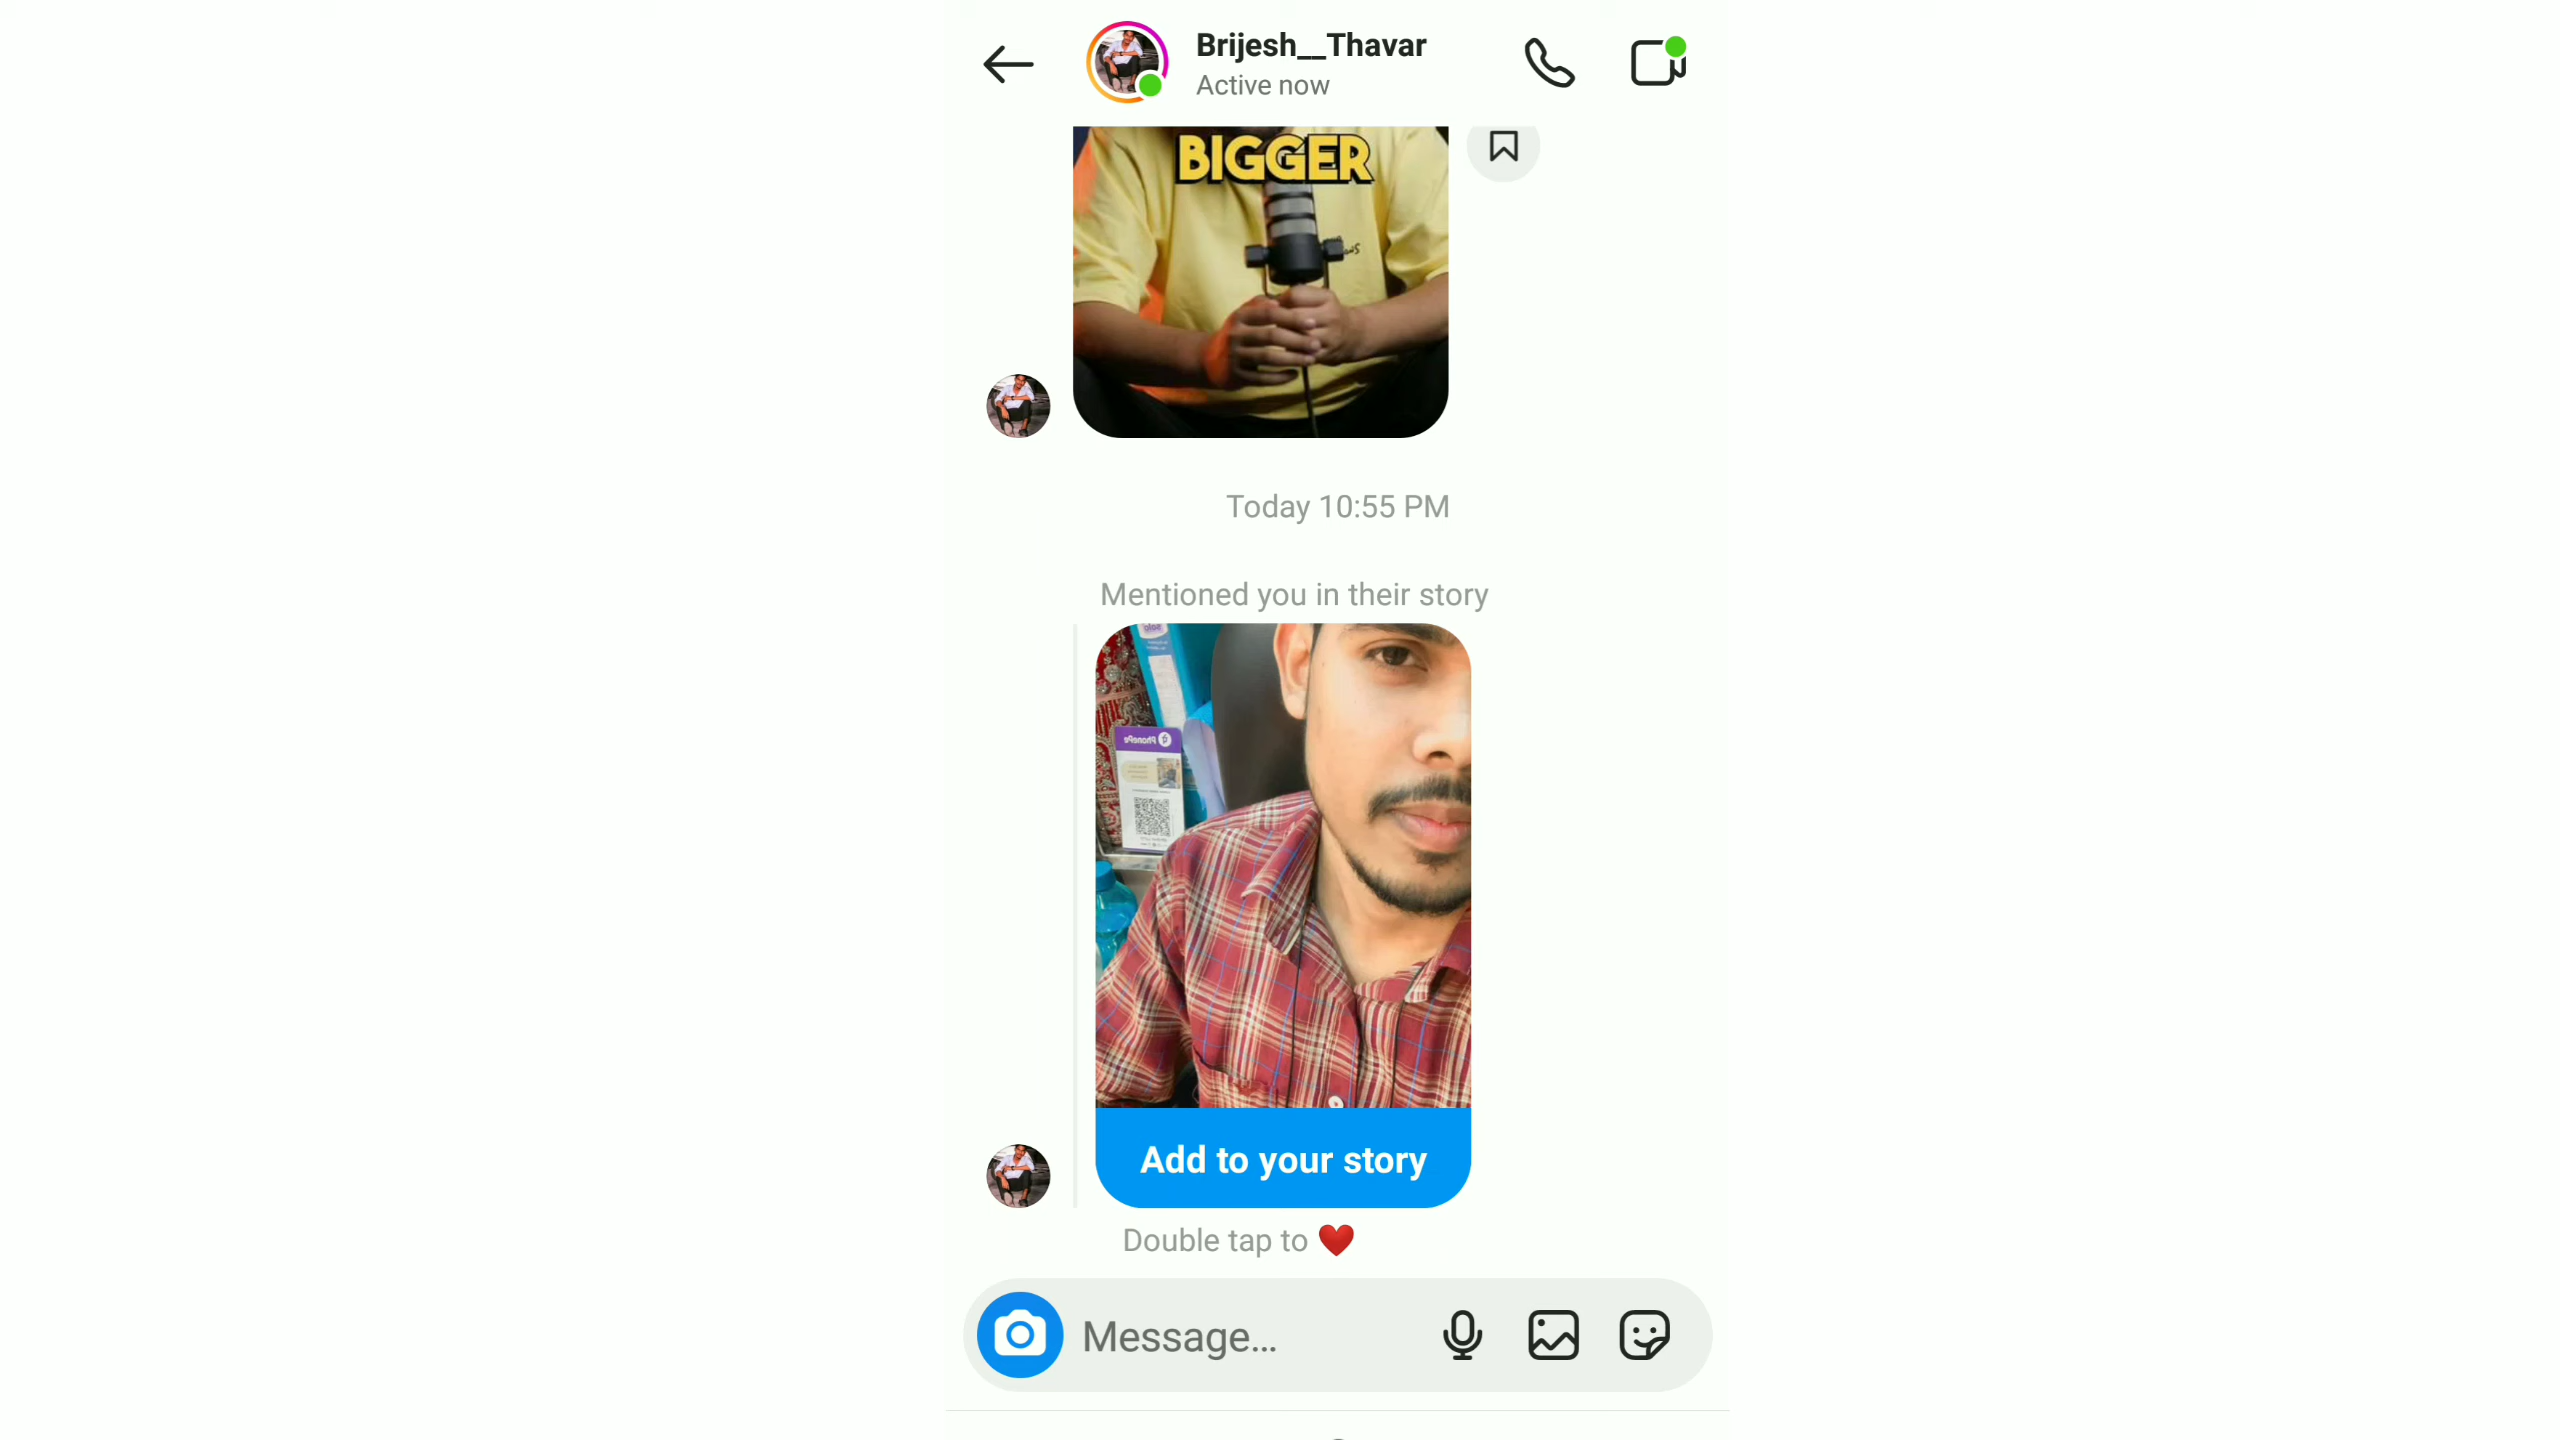 Brijesh__Thavar
Active now
BIGGER
Today 10:55 PM
Mentioned you in their story
PhonePe
Add to your story
Double tap to ❤️
Message...